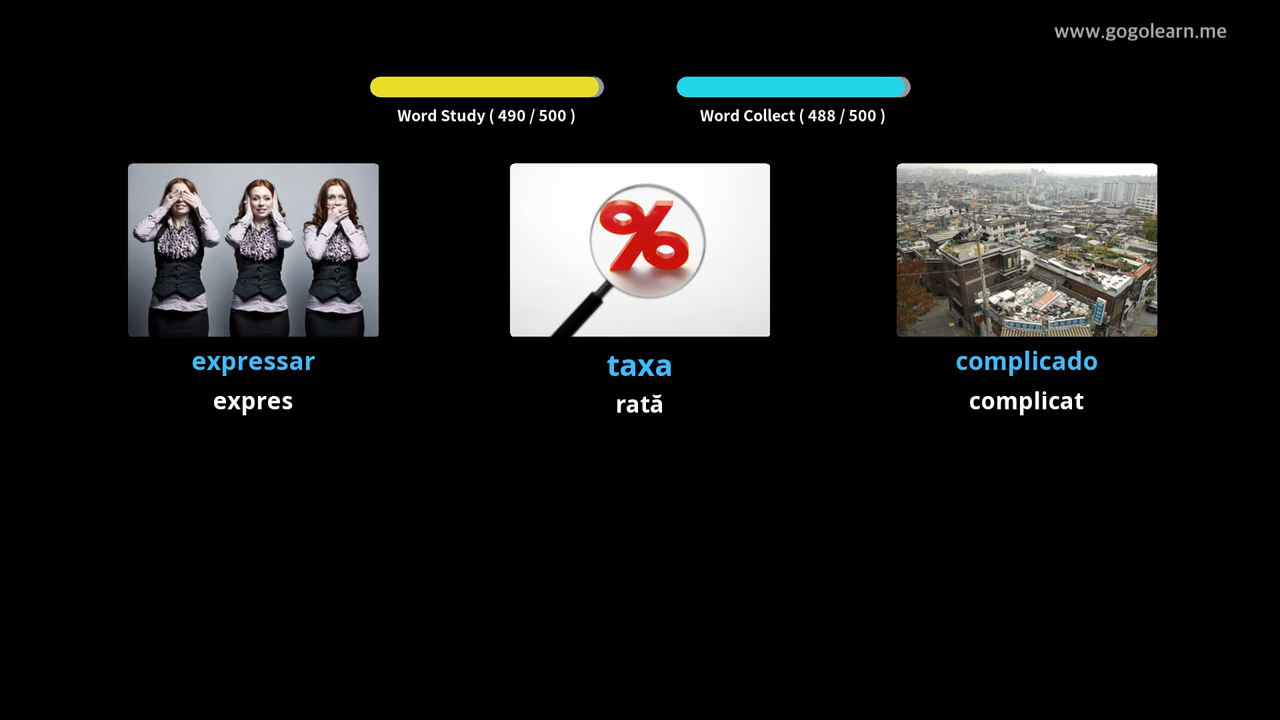 www.gogolearn.me
Word Study ( 490 / 500 )
Word Collect ( 488 / 500 )
%
expressar
taxa
complicado
expres
rată
complicat